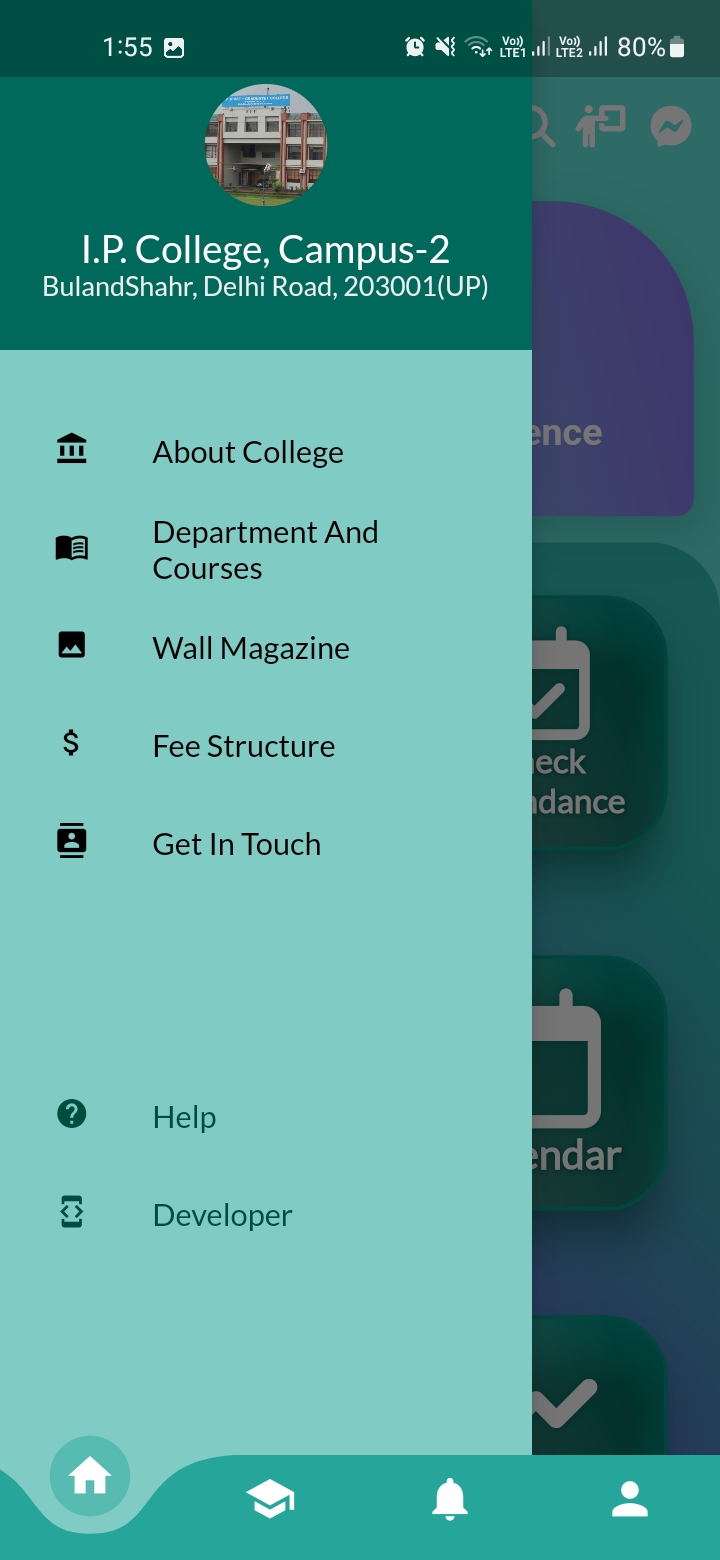 1:55 Vo)) LTE1 Vo)) LTE2 80%
I.P. College, Campus-2
BulandShahr, Delhi Road, 203001(UP)
About College
Department And
Courses
Wall Magazine
Fee Structure
Get In Touch
Help
Developer
ence
eck
ndance
endar